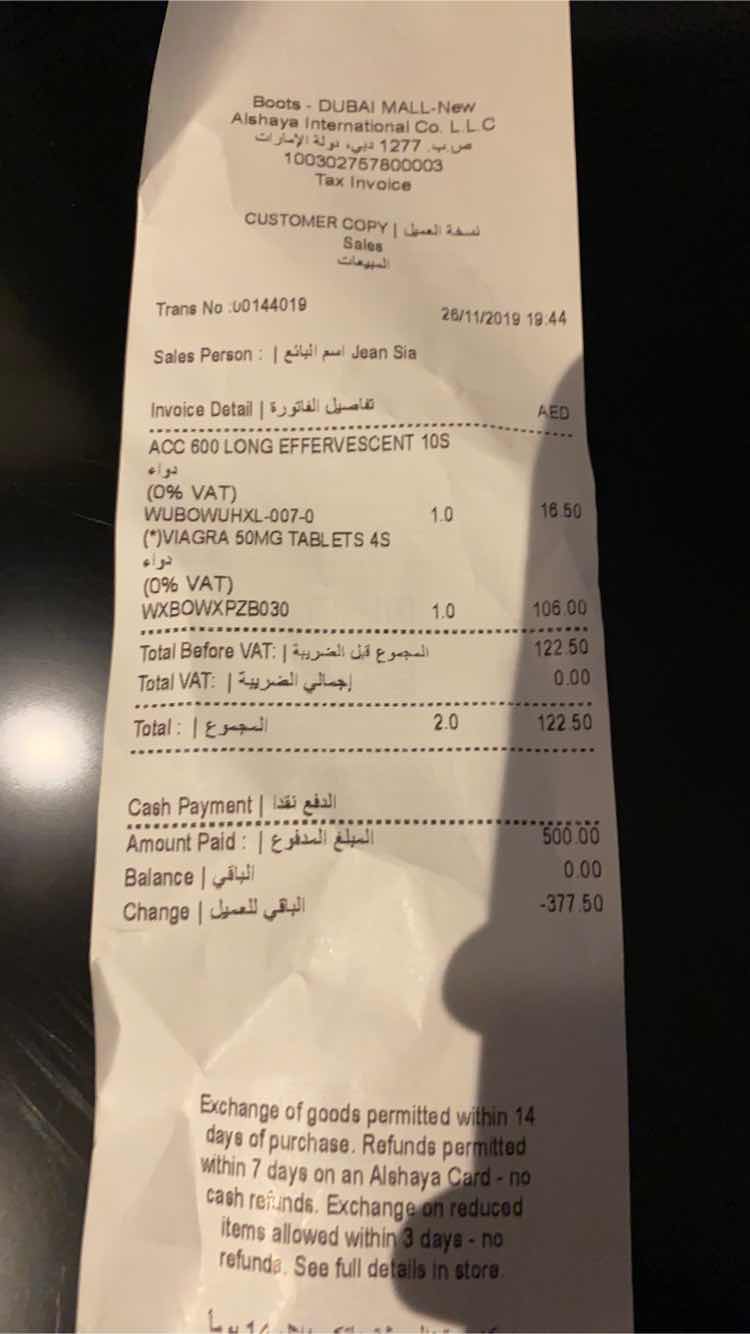 Boots - DUBAI MALL-New
Alshaya International Co. L.L.C
ص.ب. 1277 دبي، دولة الإمارات
100302757800003
Tax Invoice
CUSTOMER COPY | نسخة العميل
Sales
المبيعات
Trans No :00144019
26/11/2019 19:44
Sales Person : | اسم البائع Jean Sia
Invoice Detail | تفاصيل الفاتورة AED
ACC 600 LONG EFFERVESCENT 10S
دواء
(0% VAT)
WUBOWUHXL-007-0 1.0 16.50
(*)VIAGRA 50MG TABLETS 4S
دواء
(0% VAT)
WXBOWXPZB030 1.0 106.00
Total Before VAT: | المجموع قبل الضريبة 122.50
Total VAT: | إجمالي الضريبة 0.00
Total : | المجموع 2.0 122.50
Cash Payment | الدفع نقدا
Amount Paid : | المبلغ المدفوع 500.00
Balance | الباقي 0.00
Change | الباقي للعميل -377.50
Exchange of goods permitted within 14
days of purchase. Refunds permitted
within 7 days on an Alshaya Card - no
cash refunds. Exchange on reduced
items allowed within 3 days - no
refunds. See full details in store.